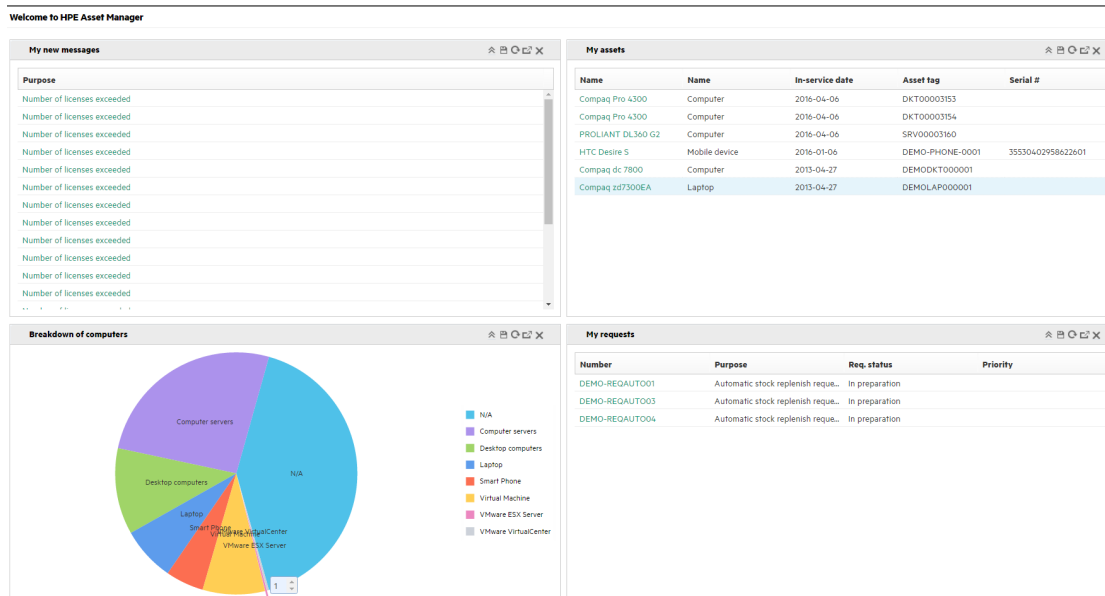 Welcome to HPE Asset Manager
My new messages
Purpose
Number of licenses exceeded
Number of licenses exceeded
Number of licenses exceeded
Number of licenses exceeded
Number of licenses exceeded
Number of licenses exceeded
Number of licenses exceeded
Number of licenses exceeded
Number of licenses exceeded
Number of licenses exceeded
Number of licenses exceeded
Number of licenses exceeded
My assets
Name Name In-service date Asset tag Serial #
Compaq Pro 4300 Computer 2016-04-06 DKT00003153
Compaq Pro 4300 Computer 2016-04-06 DKT00003154
PROLIANT DL360 G2 Computer 2016-04-06 SRV00003160
HTC Desire S Mobile device 2016-01-06 DEMO-PHONE-0001 35530402958622601
Compaq dc 7800 Computer 2013-04-27 DEMODKT000001
Compaq zd7300EA Laptop 2013-04-27 DEMOLAP000001
Breakdown of computers
Computer servers
N/A
Desktop computers
Laptop
Smart Phone
VMware VirtualCenter
Virtual Machine
VMware ESX Server
1
N/A
Computer servers
Desktop computers
Laptop
Smart Phone
Virtual Machine
VMware ESX Server
VMware VirtualCenter
My requests
Number Purpose Req. status Priority
DEMO-REQAUTO01 Automatic stock replenish reque... In preparation
DEMO-REQAUTO03 Automatic stock replenish reque... In preparation
DEMO-REQAUTO04 Automatic stock replenish reque... In preparation